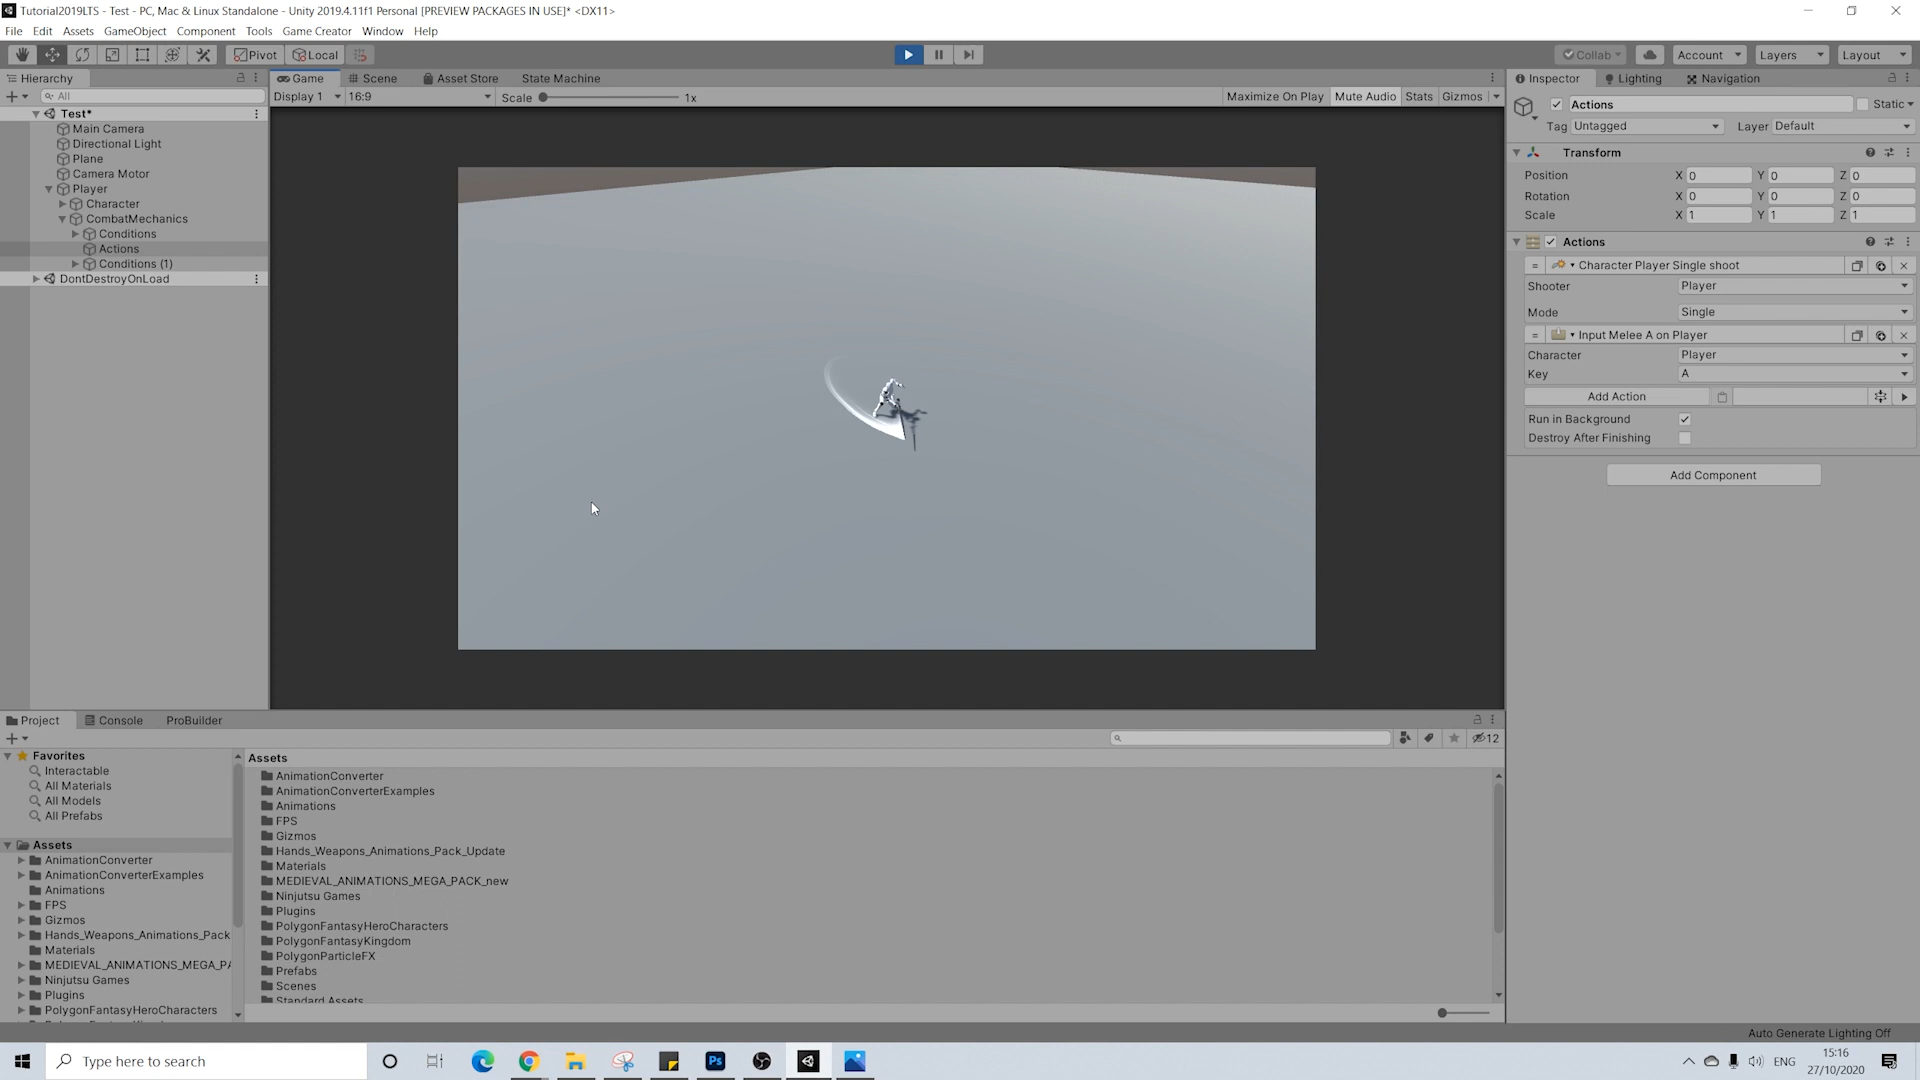 Tutorial2019LTS - Test - PC, Mac & Linux Standalone - Unity 2019.4.11f1 Personal [PREVIEW PACKAGES IN USE]* <DX11>
File Edit Assets GameObject Component Tools Game Creator Window Help
Pivot Local Collab Account Layers Layout
Hierarchy
All
Test*
Main Camera
Directional Light
Plane
Camera Motor
Player
Character
CombatMechanics
Conditions
Actions
Conditions (1)
DontDestroyOnLoad
Game Scene Asset Store State Machine
Display 1 16:9 Scale 1x Maximize On Play Mute Audio Stats Gizmos
Inspector Lighting Navigation
Actions Static
Tag Untagged Layer Default
Transform
Position X 0 Y 0 Z 0
Rotation X 0 Y 0 Z 0
Scale X 1 Y 1 Z 1
Actions
= Character Player Single shoot
Shooter Player
Mode Single
= Input Melee A on Player
Character Player
Key A
Add Action
Run in Background
Destroy After Finishing
Add Component
Project Console ProBuilder
12
Favorites
Interactable
All Materials
All Models
All Prefabs
Assets
AnimationConverter
AnimationConverterExamples
Animations
FPS
Gizmos
Hands_Weapons_Animations_Pack
Materials
MEDIEVAL_ANIMATIONS_MEGA_PA
Ninjutsu Games
Plugins
PolygonFantasyHeroCharacters
Assets
AnimationConverter
AnimationConverterExamples
Animations
FPS
Gizmos
Hands_Weapons_Animations_Pack_Update
Materials
MEDIEVAL_ANIMATIONS_MEGA_PACK_new
Ninjutsu Games
Plugins
PolygonFantasyHeroCharacters
PolygonFantasyKingdom
PolygonParticleFX
Prefabs
Scenes
Standard Assets
Auto Generate Lighting Off
Type here to search
Ps
ENG
15:16
27/10/2020